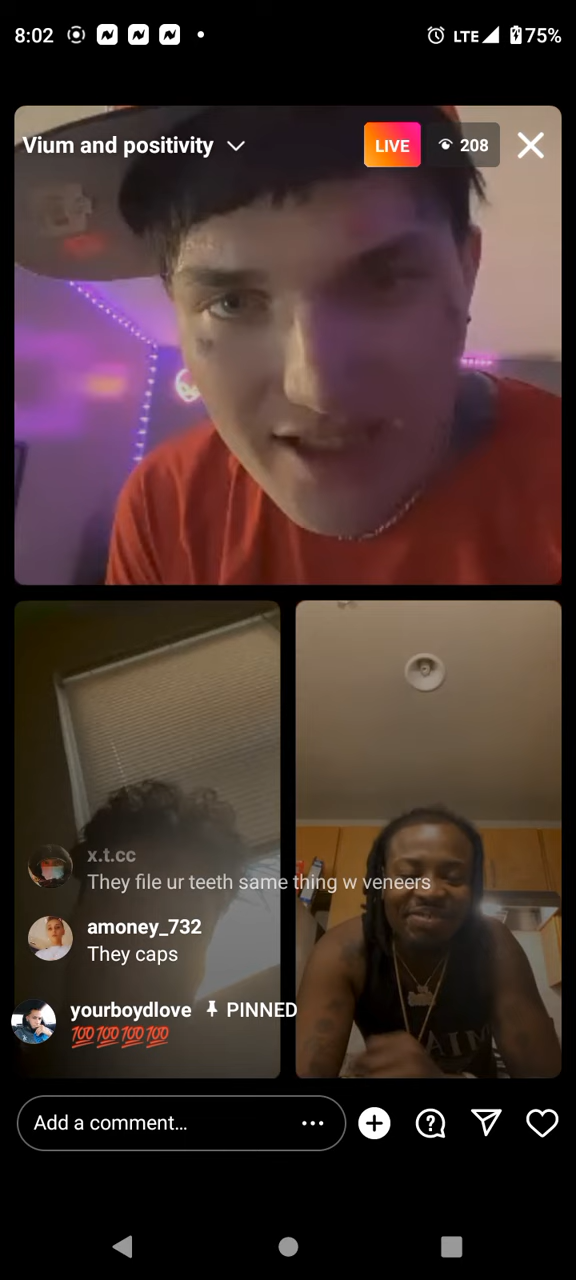 8:02
LTE 75%
Vium and positivity
LIVE
208
x.t.cc
They file ur teeth same thing w veneers
amoney_732
They caps
yourboydlove PINNED
💯💯💯💯
Add a comment…